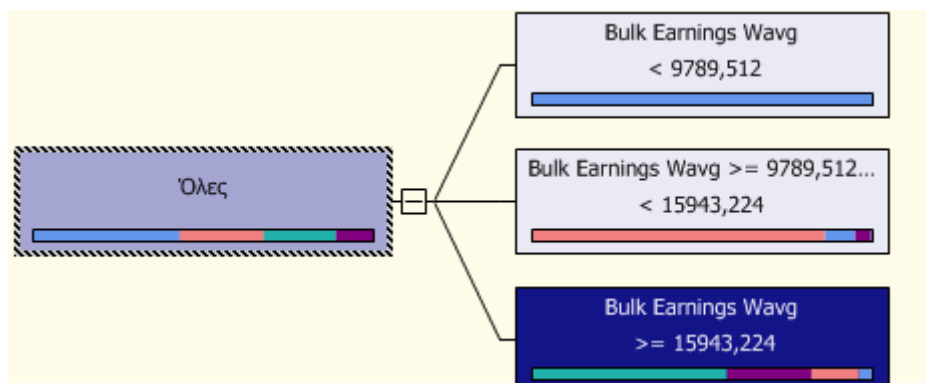 Όλες
Bulk Earnings Wavg
< 9789,512
Bulk Earnings Wavg >= 9789,512...
< 15943,224
Bulk Earnings Wavg
>= 15943,224